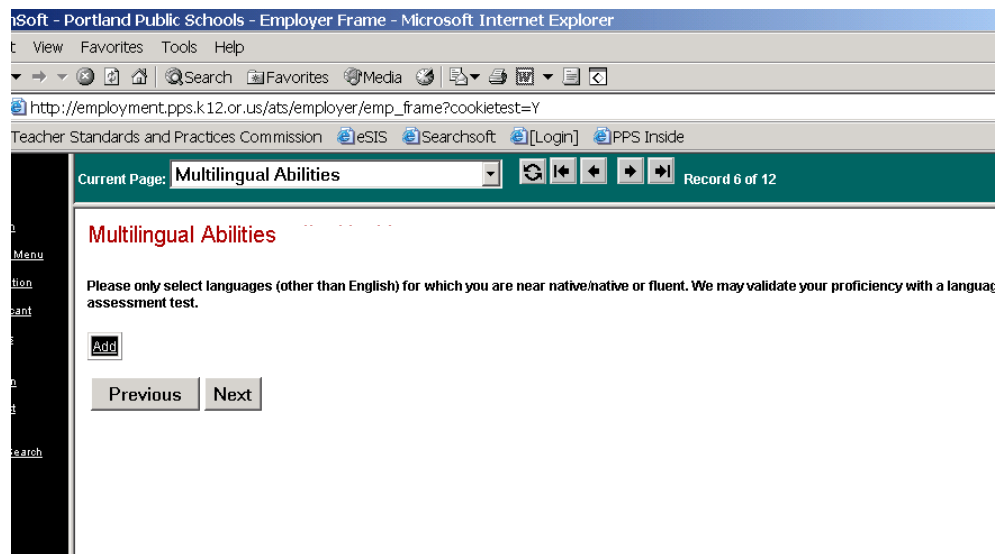 nSoft - Portland Public Schools - Employer Frame - Microsoft Internet Explorer
t View Favorites Tools Help
Search Favorites Media
http://employment.pps.k12.or.us/ats/employer/emp_frame?cookietest=Y
Teacher Standards and Practices Commission eSIS Searchsoft [Login] PPS Inside
Current Page: Multilingual Abilities Record 6 of 12
Multilingual Abilities
Menu
tion
Please only select languages (other than English) for which you are near native/native or fluent. We may validate your proficiency with a languag
assessment test.
cant
Add
Previous Next
Search